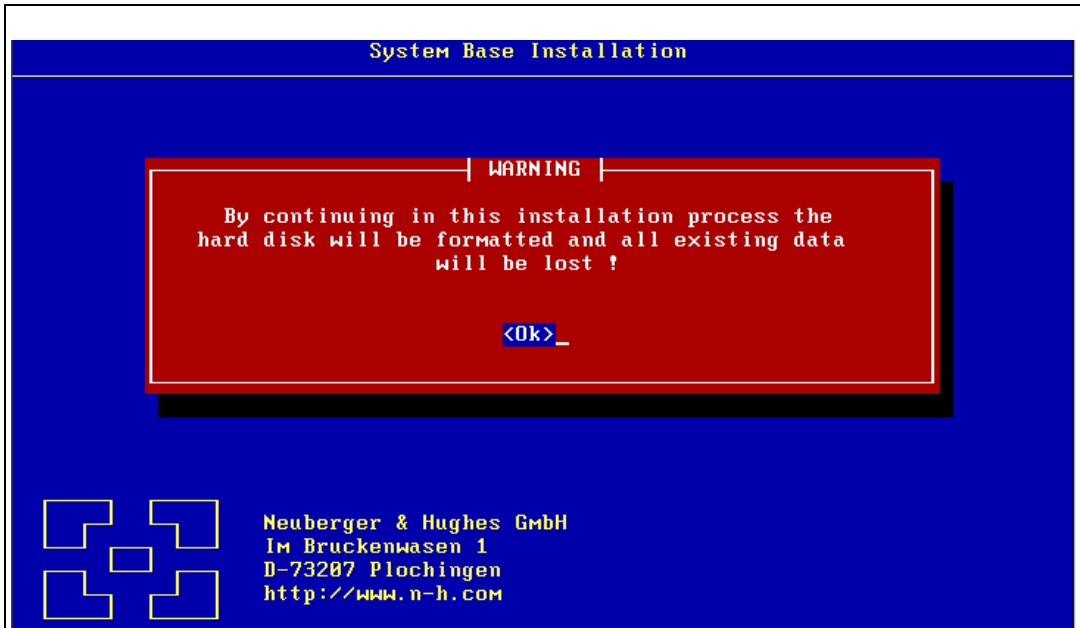 System Base Installation
WARNING
By continuing in this installation process the
hard disk will be formatted and all existing data
will be lost !
<Ok>_
Neuberger & Hughes GmbH
Im Bruckenwasen 1
D-73207 Plochingen
http://www.n-h.com